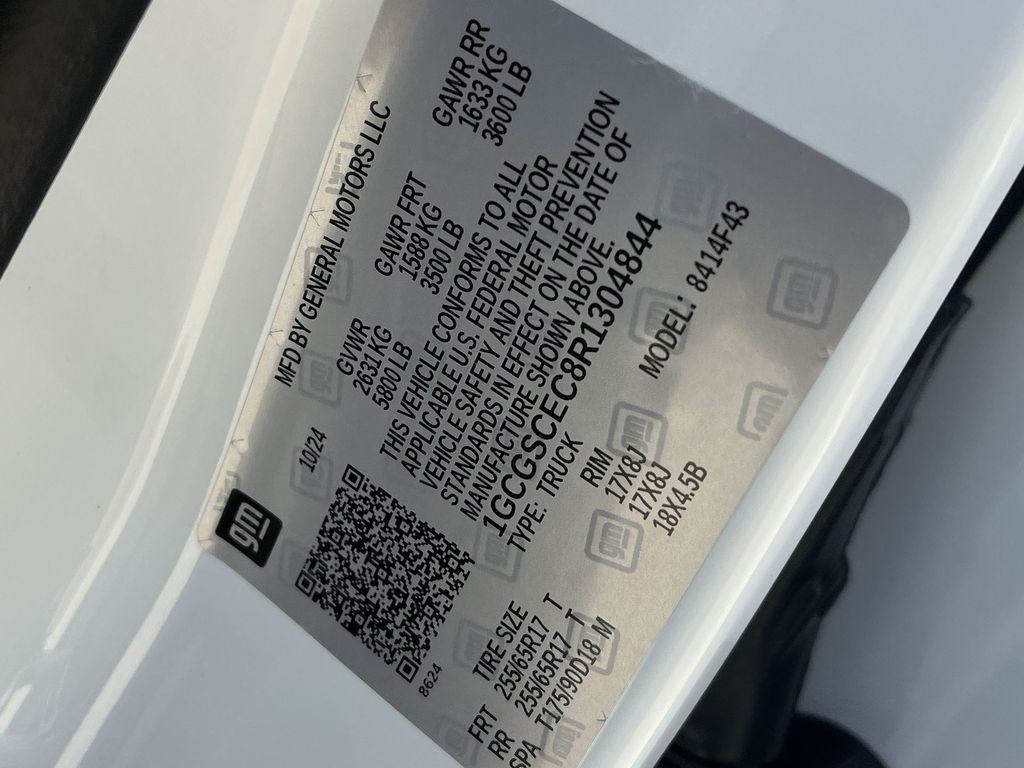 gm
MFD BY GENERAL MOTORS LLC
10/24
GVWR GAWR FRT GAWR RR
2631 KG 1588 KG 1633 KG
5800 LB 3500 LB 3600 LB
THIS VEHICLE CONFORMS TO ALL
APPLICABLE U.S. FEDERAL MOTOR
VEHICLE SAFETY AND THEFT PREVENTION
STANDARDS IN EFFECT ON THE DATE OF
MANUFACTURE SHOWN ABOVE.
1GCGSCEC8R1304844
TYPE: TRUCK MODEL: 8414F43
8624
TIRE SIZE RIM
FRT 255/65R17 T 17X8J
RR 255/65R17 T 17X8J
SPA T175/90D18 M 18X4.5B